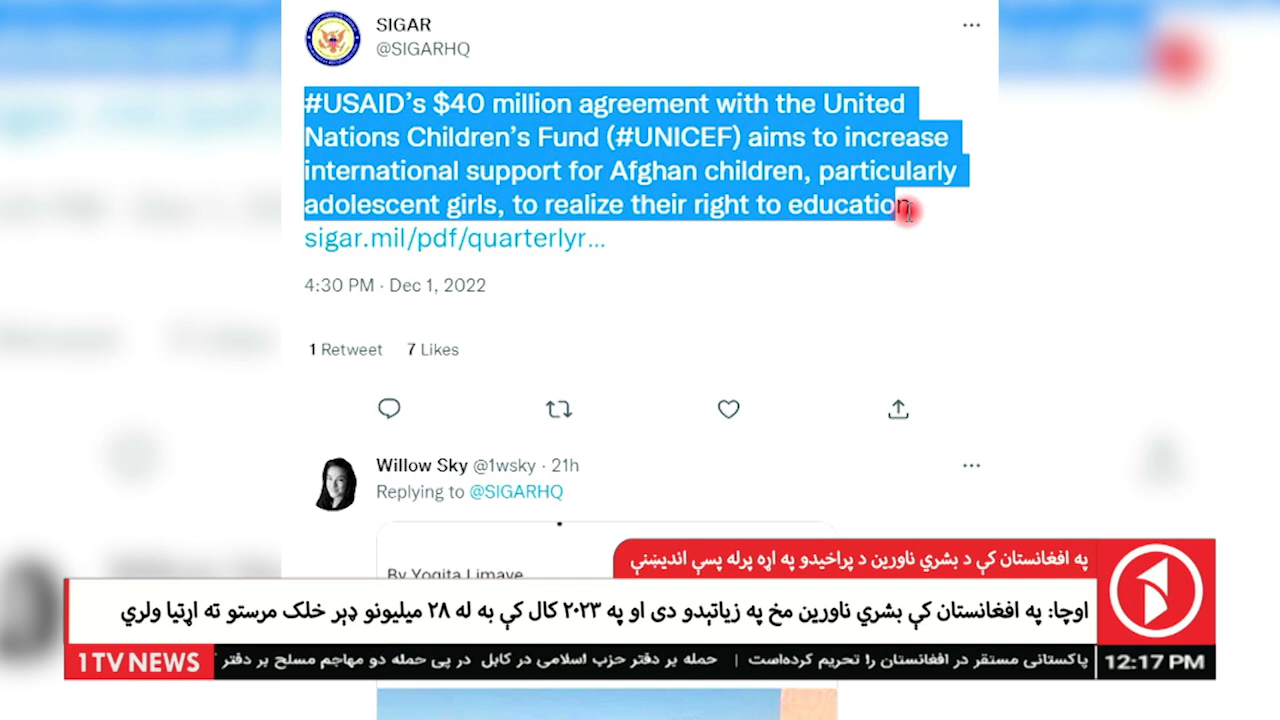 SIGAR
@SIGARHQ
#USAID’s $40 million agreement with the United
Nations Children’s Fund (#UNICEF) aims to increase
international support for Afghan children, particularly
adolescent girls, to realize their right to education
sigar.mil/pdf/quarterlyr...
4:30 PM · Dec 1, 2022
1 Retweet 7 Likes
Willow Sky @1wsky · 21h
Replying to @SIGARHQ
By Yogita Limaye
په افغانستان کې د بشري ناورين د پراخېدو په اړه پرله پسې اندېښنې
اوچا: په افغانستان کې بشري ناورین مخ په زیاتېدو دی او په ۲۰۲۳ کال کې به له ۲۸ میلیونو ډېر خلک مرستو ته اړتیا ولري
1TV NEWS
پاکستانی مستقر در افغانستان را تحریم کرده‌است | حمله بر دفتر حزب اسلامی در کابل در پی حمله دو مهاجم مسلح بر دفتر
12:17 PM